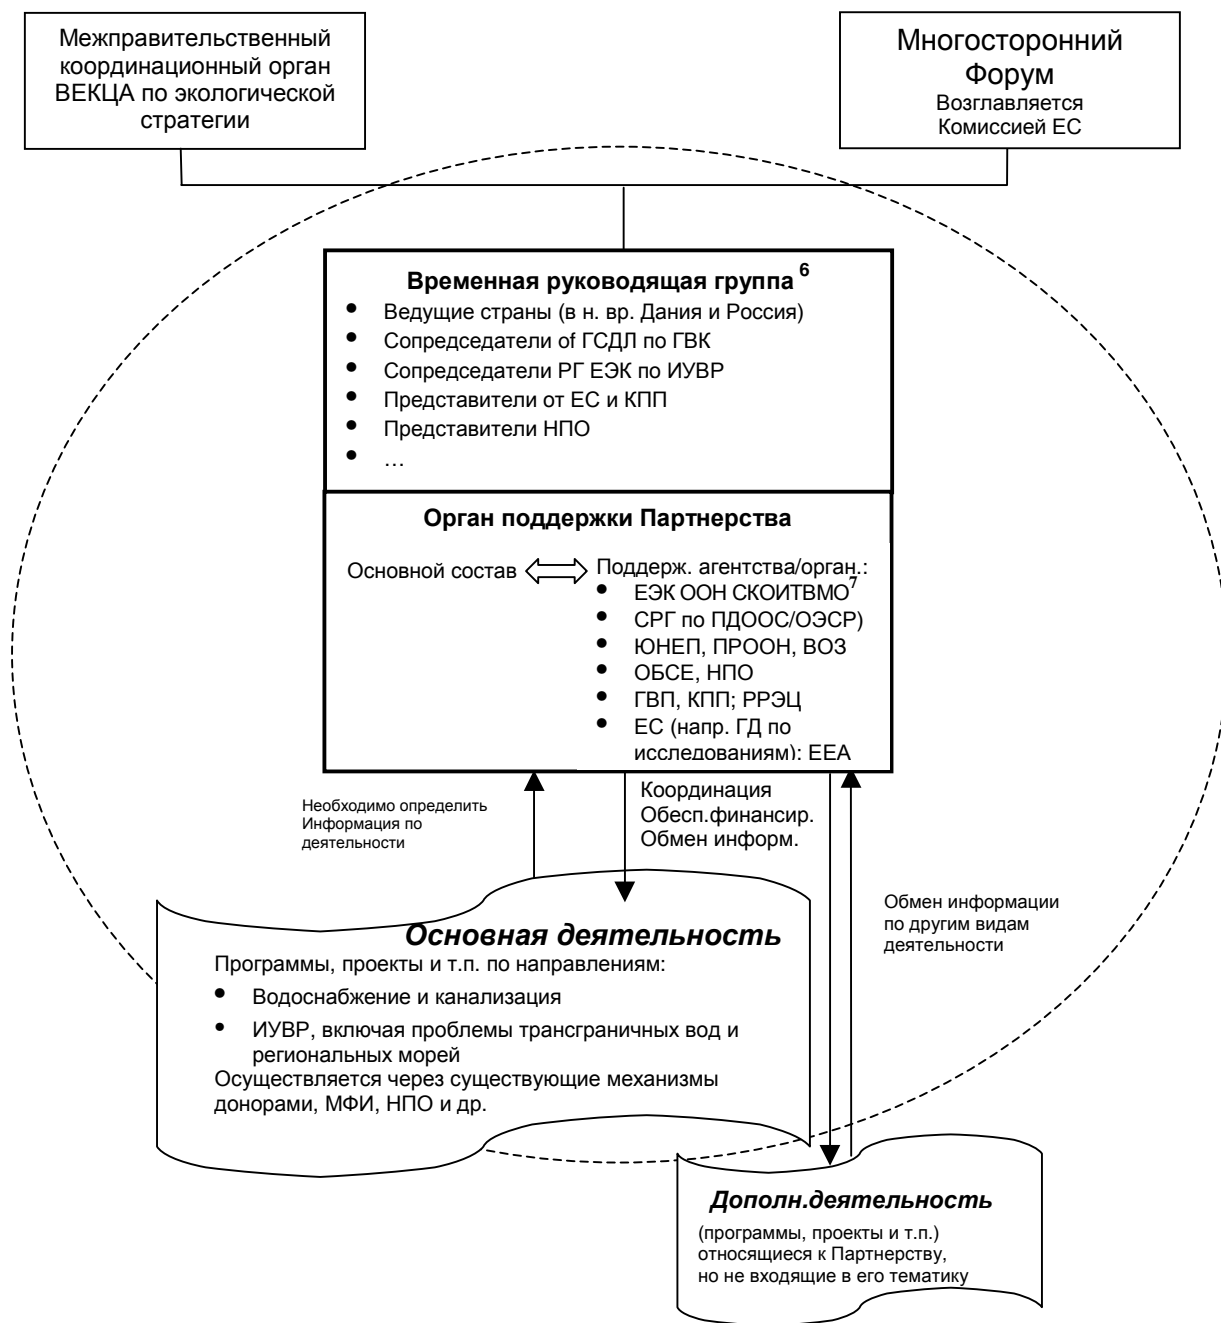 Межправительственный
координационный орган
ВЕКЦА по экологической
стратегии
Многосторонний
Форум
Возглавляется
Комиссией ЕС
Временная руководящая группа 6
• Ведущие страны (в н. вр. Дания и Россия)
• Сопредседатели of ГСДЛ по ГВК
• Сопредседатели РГ ЕЭК по ИУВР
• Представители от ЕС и КПП
• Представители НПО
• …
Орган поддержки Партнерства
Основной состав
Поддерж. агентства/орган.:
• ЕЭК ООН СКОИТВМО7
• СРГ по ПДООС/ОЭСР)
• ЮНЕП, ПРООН, ВОЗ
• ОБСЕ, НПО
• ГВП, КПП; РРЭЦ
• ЕС (напр. ГД по
исследованиям): ЕЕА
Необходимо определить
Информация по
деятельности
Координация
Обесп.финансир.
Обмен информ.
Обмен информации
по другим видам
деятельности
Основная деятельность
Программы, проекты и т.п. по направлениям:
• Водоснабжение и канализация
• ИУВР, включая проблемы трансграничных вод и
региональных морей
Осуществляется через существующие механизмы
донорами, МФИ, НПО и др.
Дополн.деятельность
(программы, проекты и т.п.)
относящиеся к Партнерству,
но не входящие в его тематику